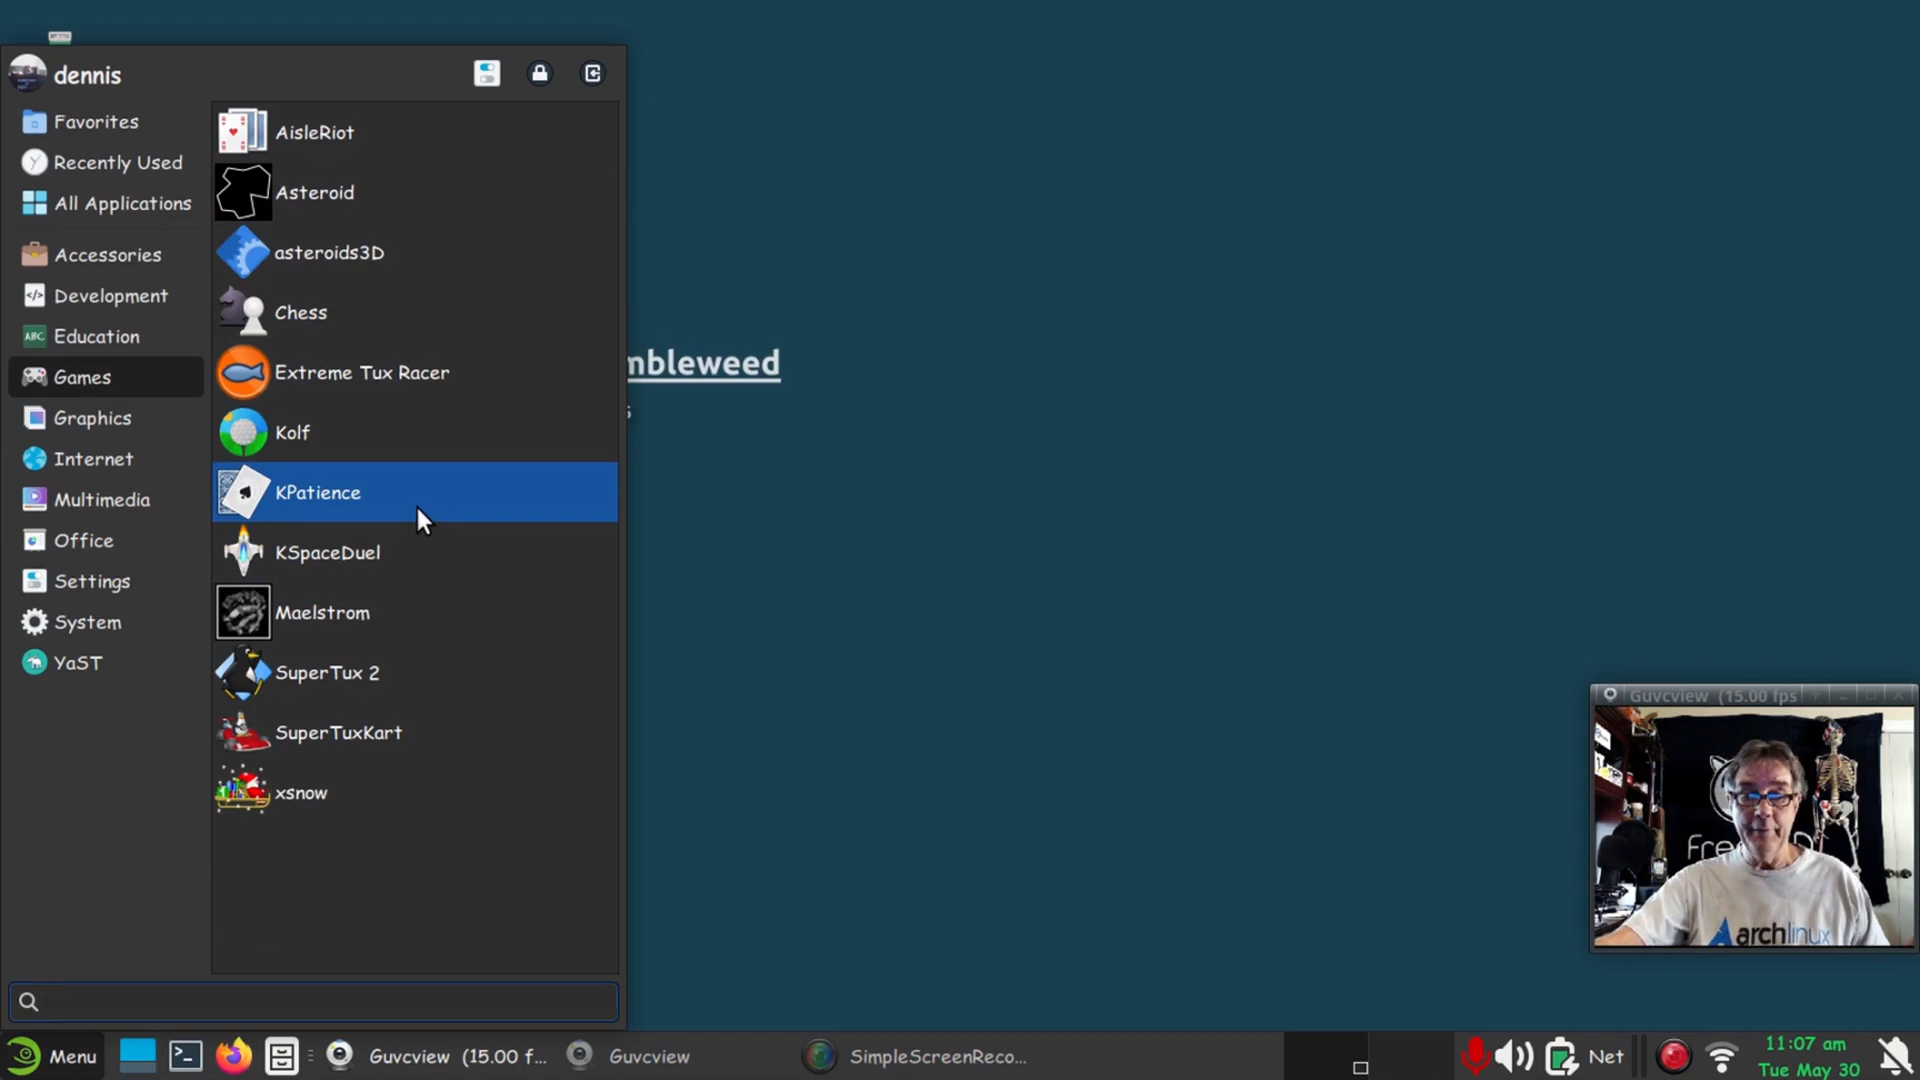 dennis
Favorites
Recently Used
All Applications
Accessories
Development
ABC Education
Games
Graphics
Internet
Multimedia
Office
Settings
System
YaST
AisleRiot
Asteroid
asteroids3D
Chess
Extreme Tux Racer
Kolf
KPatience
KSpaceDuel
Maelstrom
SuperTux 2
SuperTuxKart
xsnow
mbleweed
Guvcview (15.00 fps
Free
archlinux
Menu
Guvcview (15.00 f...
Guvcview
SimpleScreenReco...
Net
11:07 am
Tue May 30